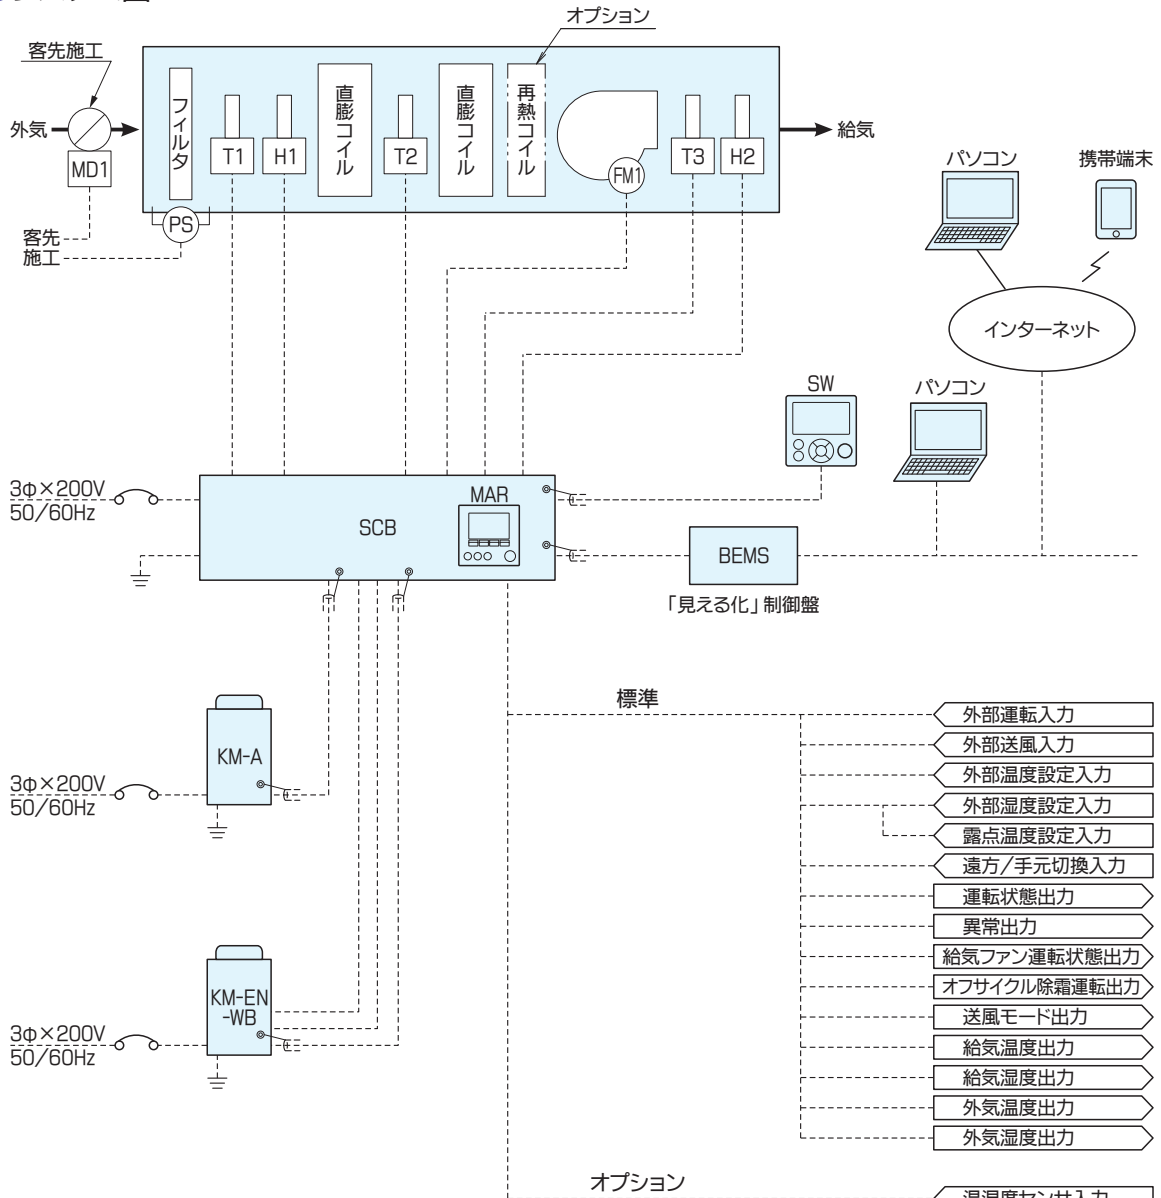 オプション
客先施工
外気
MD1
フィルタ
T1
H1
直膨コイル
T2
直膨コイル
再熱コイル
FM1
T3
H2
給気
PS
客先
施工
パソコン
携帯端末
インターネット
SW
パソコン
3φ×200V
50/60Hz
SCB
MAR
BEMS
「見える化」制御盤
KM-A
3φ×200V
50/60Hz
KM-EN
-WB
3φ×200V
50/60Hz
標準
外部運転入力
外部送風入力
外部温度設定入力
外部湿度設定入力
露点温度設定入力
遠方/手元切換入力
運転状態出力
異常出力
給気ファン運転状態出力
オフサイクル除霜運転出力
送風モード出力
給気温度出力
給気湿度出力
外気温度出力
外気湿度出力
オプション
温湿度センサ入力